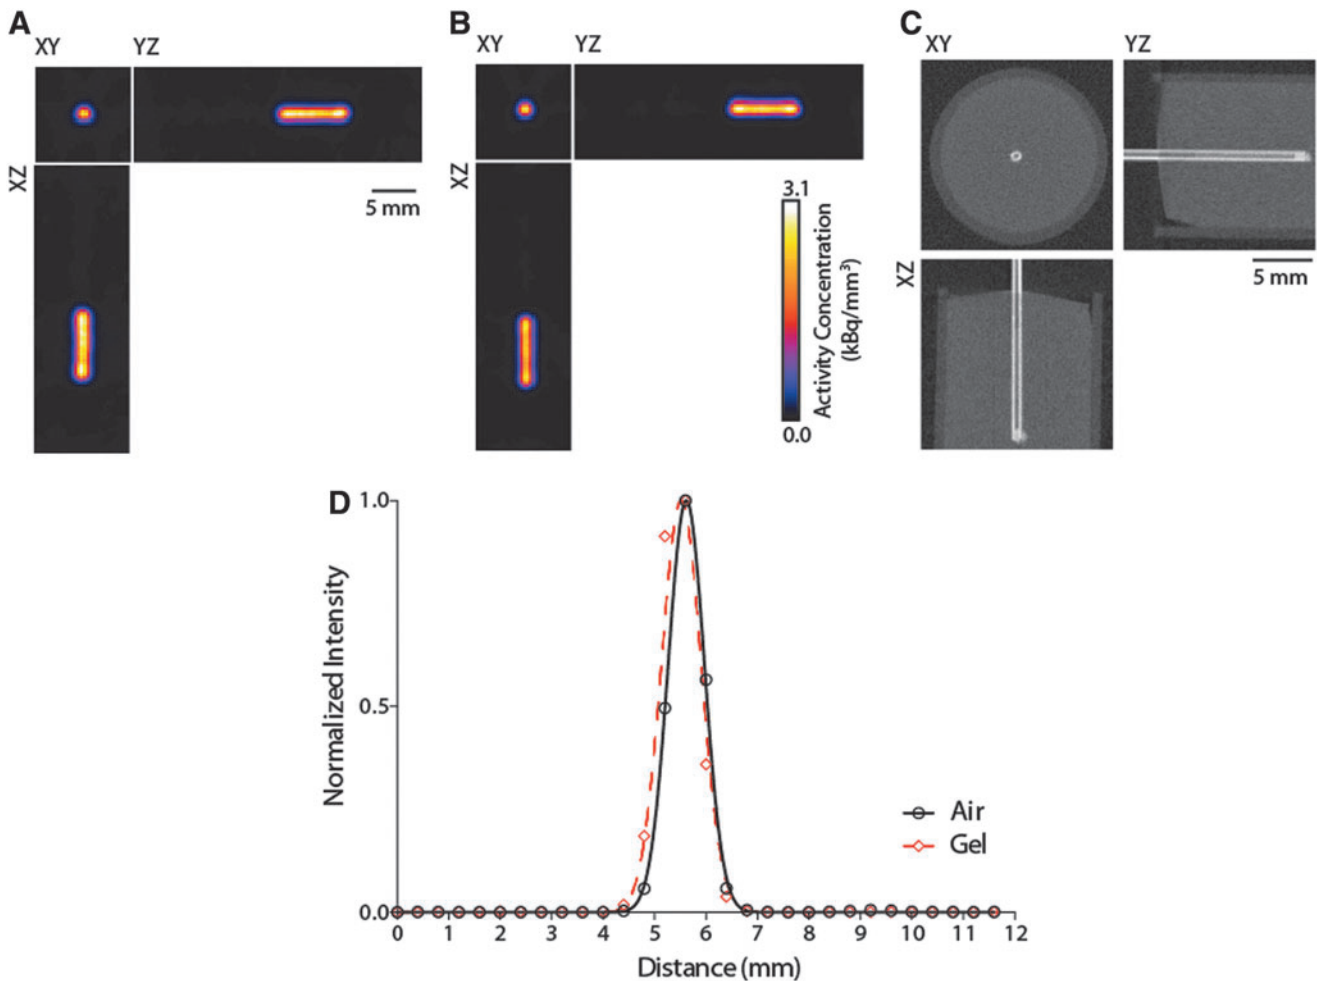 A
XY YZ
XZ
5 mm
B
XY YZ
XZ
3.1
0.0
Activity Concentration
(kBq/mm³)
C
XY YZ
XZ
5 mm
D
1.0
0.5
0.0
Normalized Intensity
0 1 2 3 4 5 6 7 8 9 10 11 12
Distance (mm)
Air
Gel